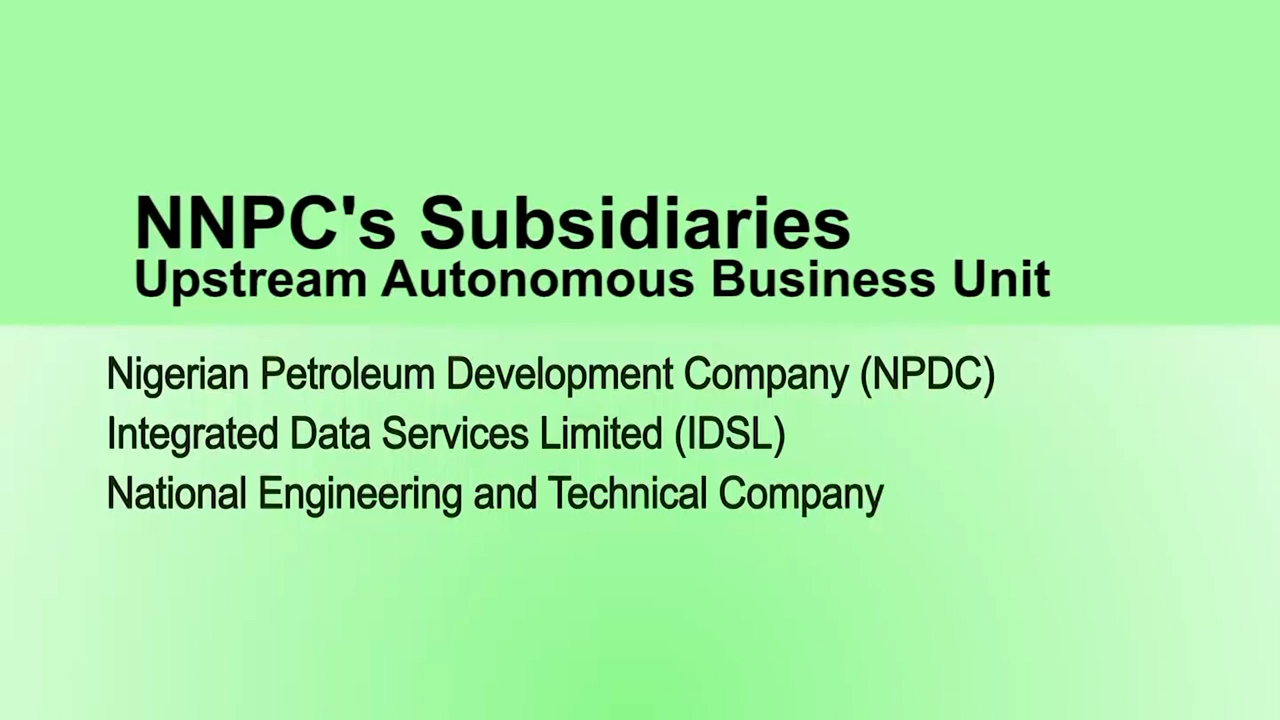 NNPC's Subsidiaries
Upstream Autonomous Business Unit
Nigerian Petroleum Development Company (NPDC)
Integrated Data Services Limited (IDSL)
National Engineering and Technical Company